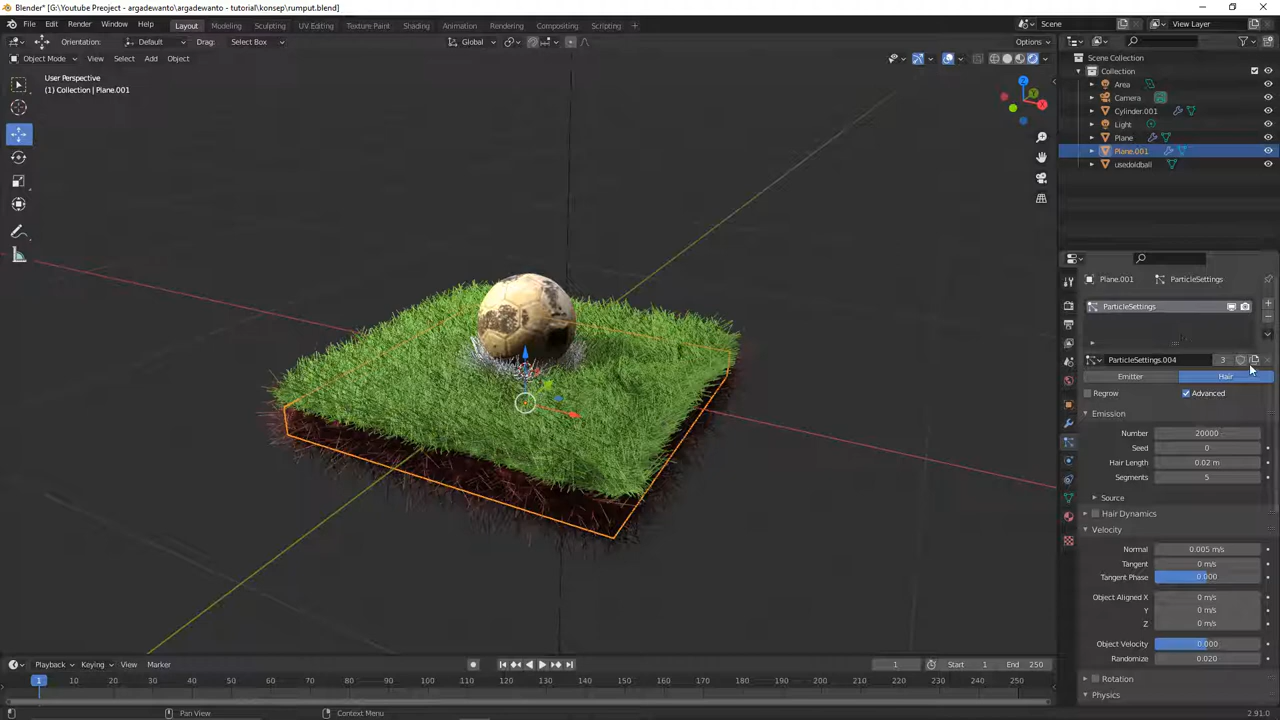 Blender* [G:\Youtube Preoject - argadewanto\argadewanto - tutorial\konsep\rumput.blend]
File Edit Render Window Help Layout Modeling Sculpting UV Editing Texture Paint Shading Animation Rendering Compositing Scripting + Scene View Layer
Orientation: Default Drag: Select Box Global Options
Object Mode View Select Add Object
User Perspective
(1) Collection | Plane.001
Scene Collection
Collection
Area
Camera
Cylinder.001
Light
Plane
Plane.001
usedoldball
Plane.001 ParticleSettings
ParticleSettings
ParticleSettings.004 3
Emitter Hair
Regrow Advanced
Emission
Number 20000
Seed 0
Hair Length 0.02 m
Segments 5
Source
Hair Dynamics
Velocity
Normal 0.005 m/s
Tangent 0 m/s
Tangent Phase 0.000
Object Aligned X 0 m/s
Y 0 m/s
Z 0 m/s
Object Velocity 0.000
Randomize 0.020
Rotation
Physics
Playback Keying View Marker 1 Start 1 End 250
1 10 20 30 40 50 60 70 80 90 100 110 120 130 140 150 160 170 180 190 200 210 220 230 240 250
Pan View Context Menu 2.91.0